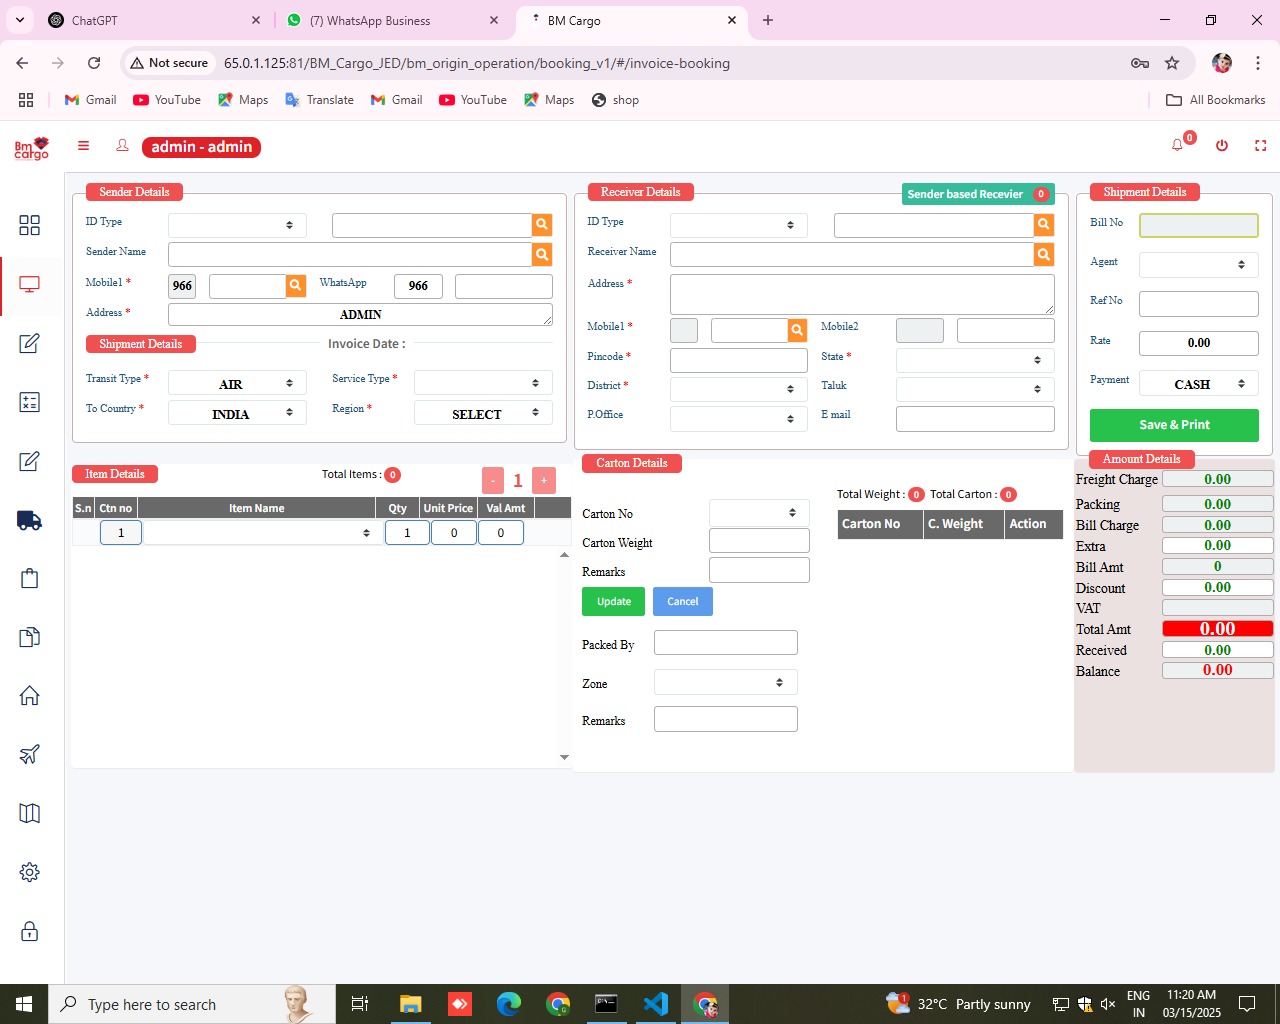 ChatGPT
(7) WhatsApp Business
BM Cargo
Not secure
65.0.1.125:81/BM_Cargo_JED/bm_origin_operation/booking_v1/#/invoice-booking
Gmail
YouTube
Maps
Translate
Gmail
YouTube
Maps
shop
All Bookmarks
Bm cargo
admin - admin
0
Sender Details
ID Type
Sender Name
Mobile1 *
966
WhatsApp
966
Address *
ADMIN
Shipment Details
Invoice Date :
Transit Type *
AIR
Service Type *
To Country *
INDIA
Region *
SELECT
Receiver Details
Sender based Recevier 0
ID Type
Receiver Name
Address *
Mobile1 *
Mobile2
Pincode *
State *
District *
Taluk
P.Office
E mail
Shipment Details
Bill No
Agent
Ref No
Rate
0.00
Payment
CASH
Save & Print
Item Details
Total Items : 0
- 1 +
S.n Ctn no Item Name Qty Unit Price Val Amt
1 1 0 0
Carton Details
Carton No
Carton Weight
Remarks
Update
Cancel
Packed By
Zone
Remarks
Total Weight : 0 Total Carton : 0
Carton No C. Weight Action
Amount Details
Freight Charge 0.00
Packing 0.00
Bill Charge 0.00
Extra 0.00
Bill Amt 0
Discount 0.00
VAT
Total Amt 0.00
Received 0.00
Balance 0.00
Type here to search
1
32°C Partly sunny
ENG
IN
11:20 AM
03/15/2025